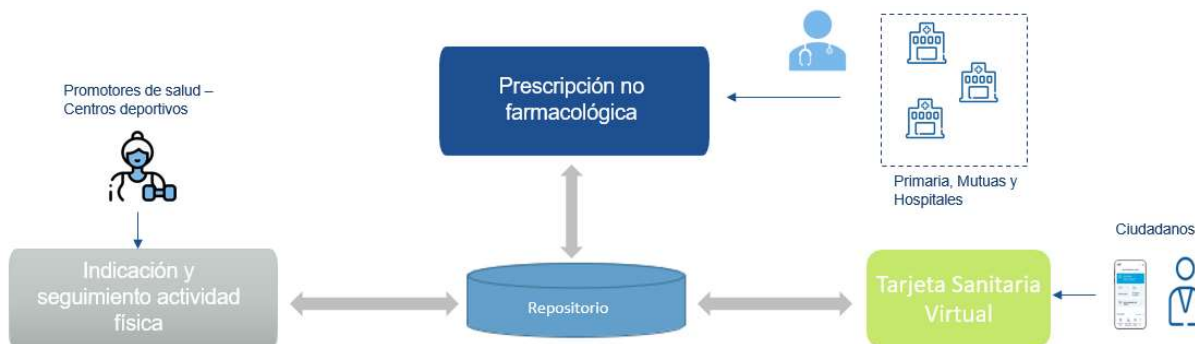 Promotores de salud –
Centros deportivos
Prescripción no
farmacológica
Primaria, Mutuas y
Hospitales
Ciudadanos
Indicación y
seguimiento actividad
física
Repositorio
Tarjeta Sanitaria
Virtual